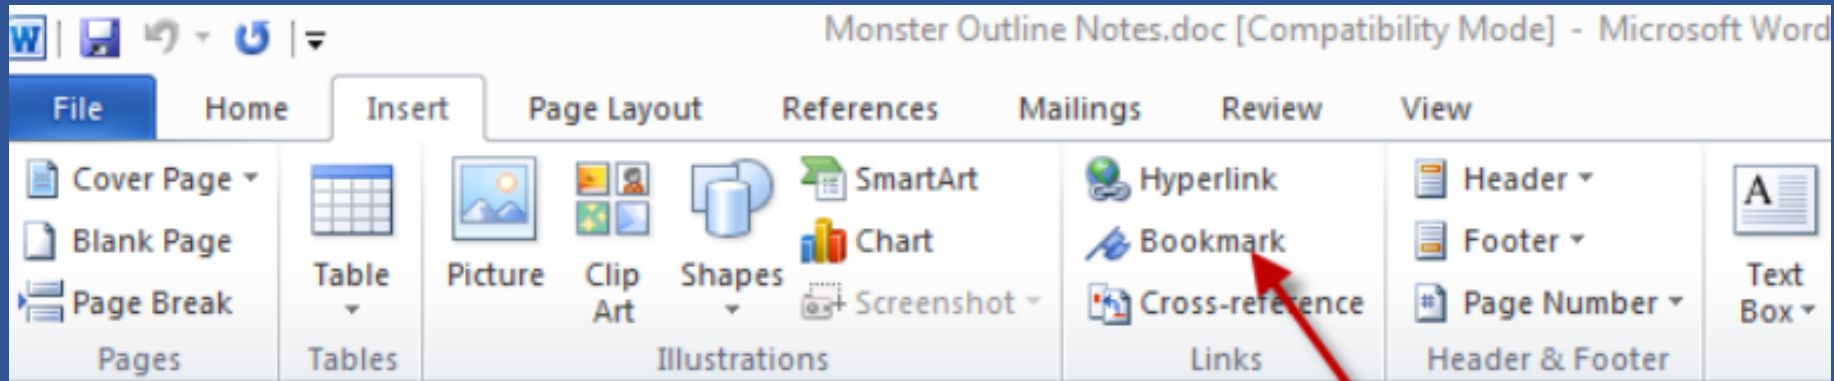 W
Monster Outline Notes.doc [Compatibility Mode] - Microsoft Word
File Home Insert Page Layout References Mailings Review View
Cover Page
Blank Page
Page Break
Pages
Table
Tables
Picture
Clip Art
Shapes
SmartArt
Chart
Screenshot
Illustrations
Hyperlink
Bookmark
Cross-reference
Links
Header
Footer
# Page Number
Header & Footer
A
Text
Box